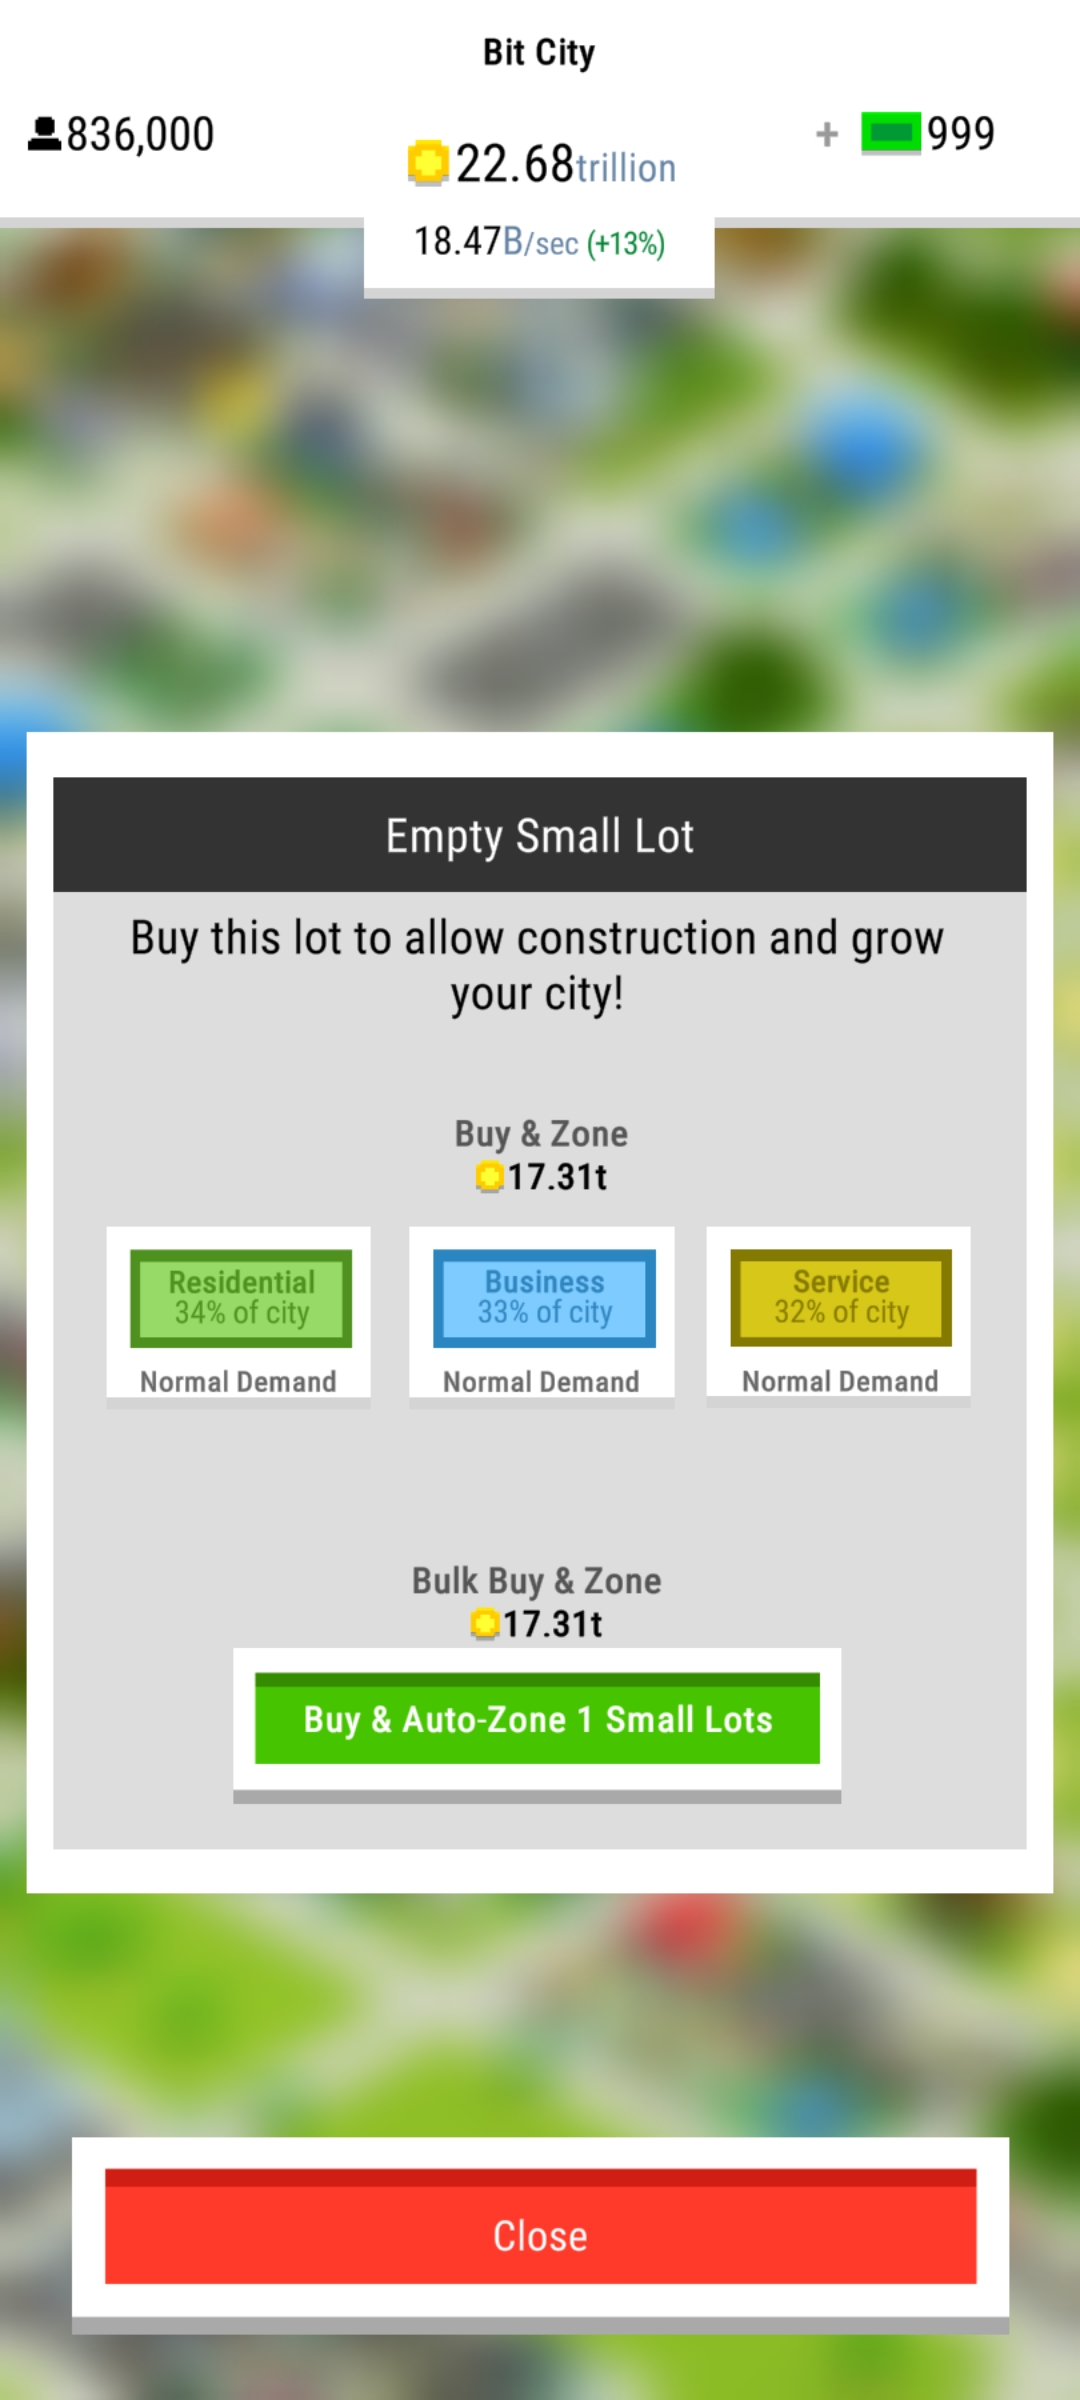 Bit City
836,000
22.68trillion
+ 999
18.47B/sec (+13%)
Empty Small Lot
Buy this lot to allow construction and grow
your city!
Buy & Zone
17.31t
Residential
34% of city
Normal Demand
Business
33% of city
Normal Demand
Service
32% of city
Normal Demand
Bulk Buy & Zone
17.31t
Buy & Auto-Zone 1 Small Lots
Close